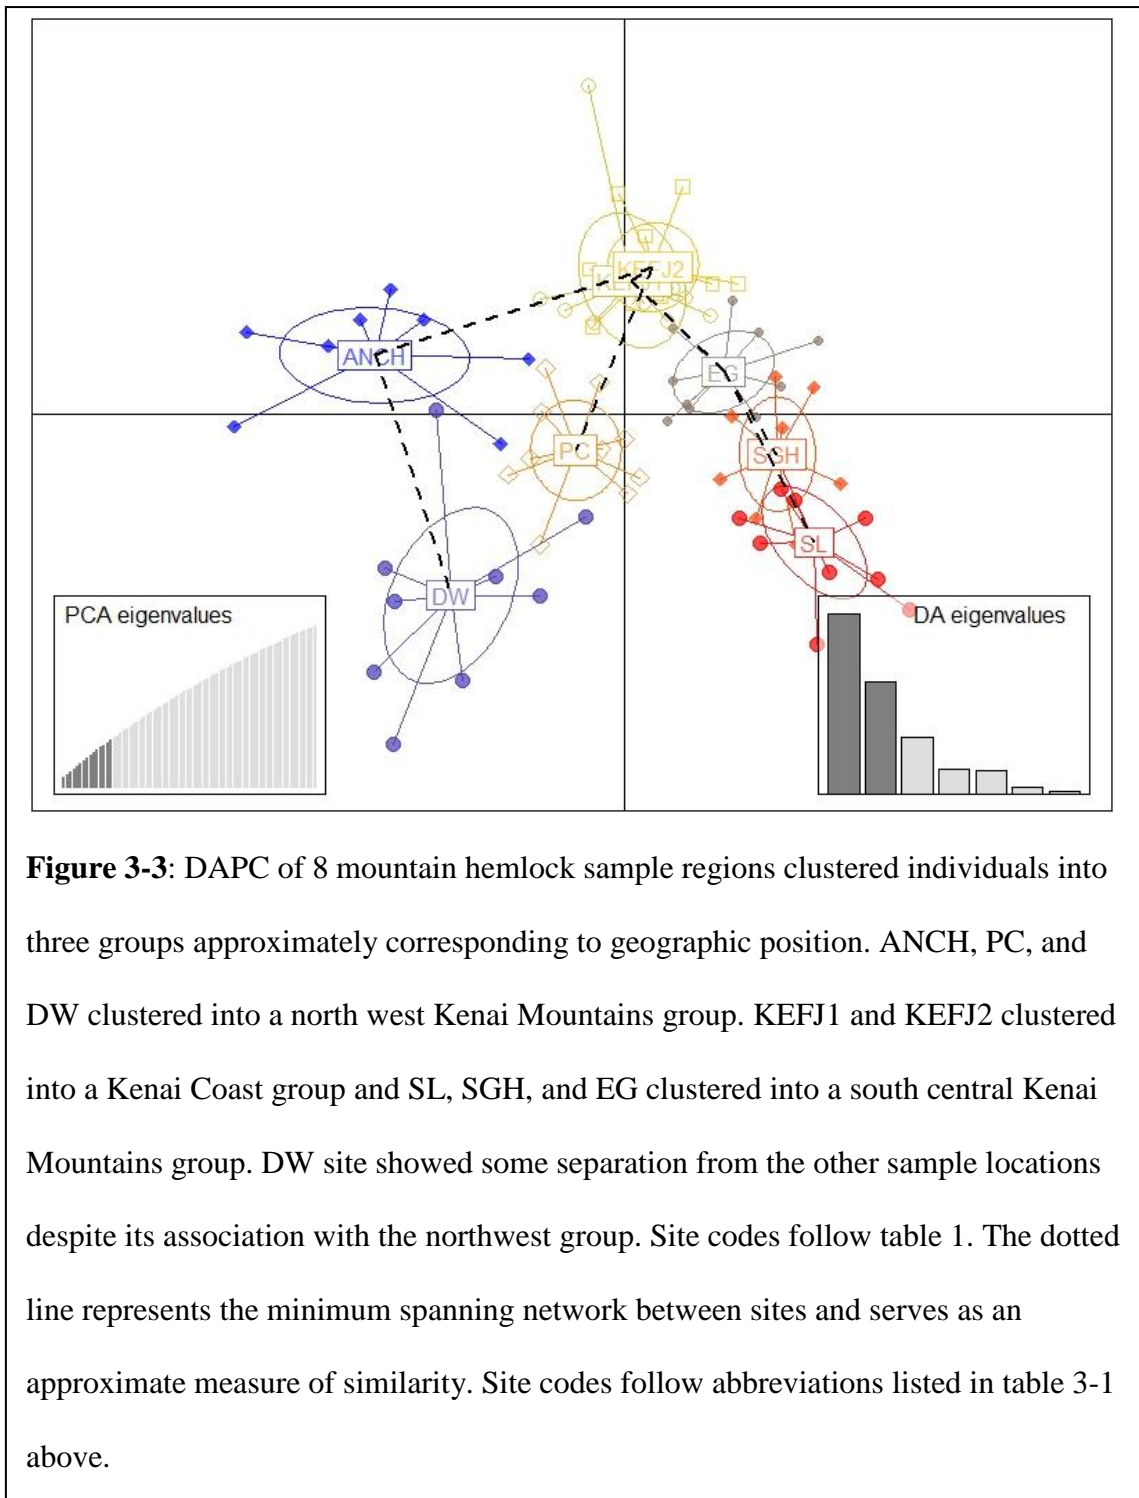 KEFJ2
ANCH
EG
PC
SGH
SL
DW
PCA eigenvalues
DA eigenvalues
Figure 3-3: DAPC of 8 mountain hemlock sample regions clustered individuals into
three groups approximately corresponding to geographic position. ANCH, PC, and
DW clustered into a north west Kenai Mountains group. KEFJ1 and KEFJ2 clustered
into a Kenai Coast group and SL, SGH, and EG clustered into a south central Kenai
Mountains group. DW site showed some separation from the other sample locations
despite its association with the northwest group. Site codes follow table 1. The dotted
line represents the minimum spanning network between sites and serves as an
approximate measure of similarity. Site codes follow abbreviations listed in table 3-1
above.